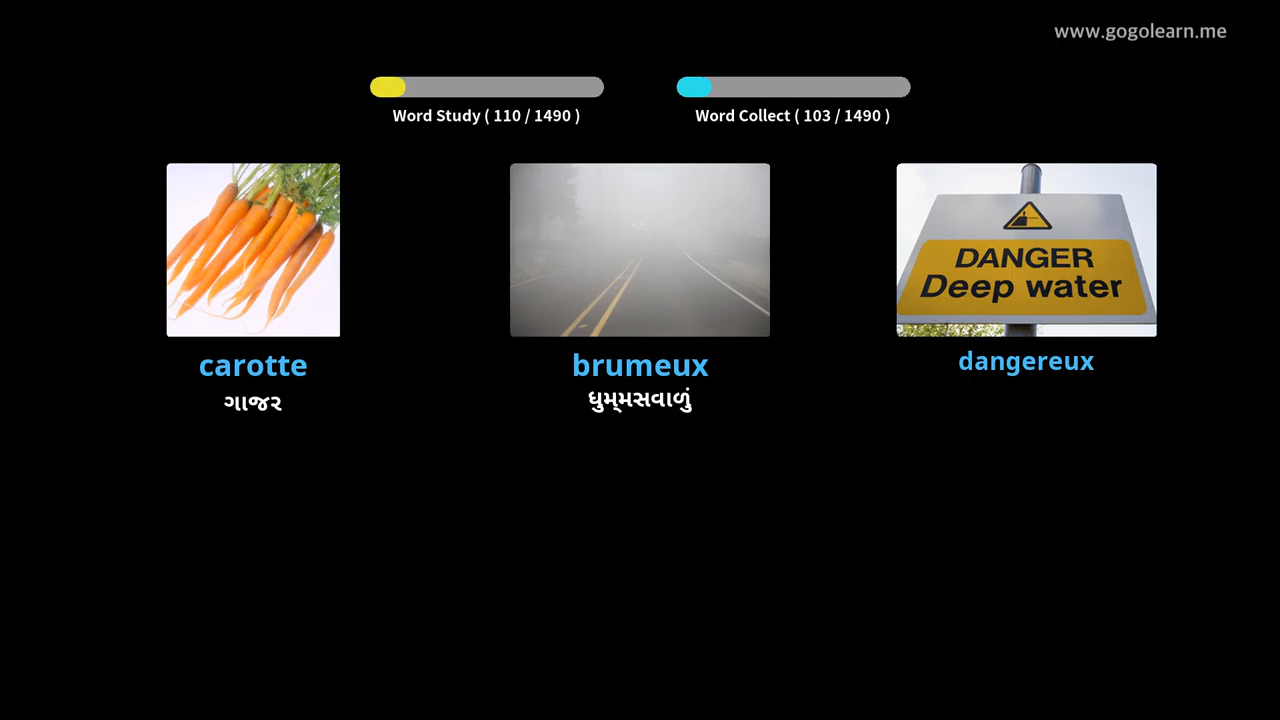 www.gogolearn.me
Word Study ( 110 / 1490 )
Word Collect ( 103 / 1490 )
DANGER
Deep water
carotte
brumeux
dangereux
ગાજર
ધુમ્મસવાળું